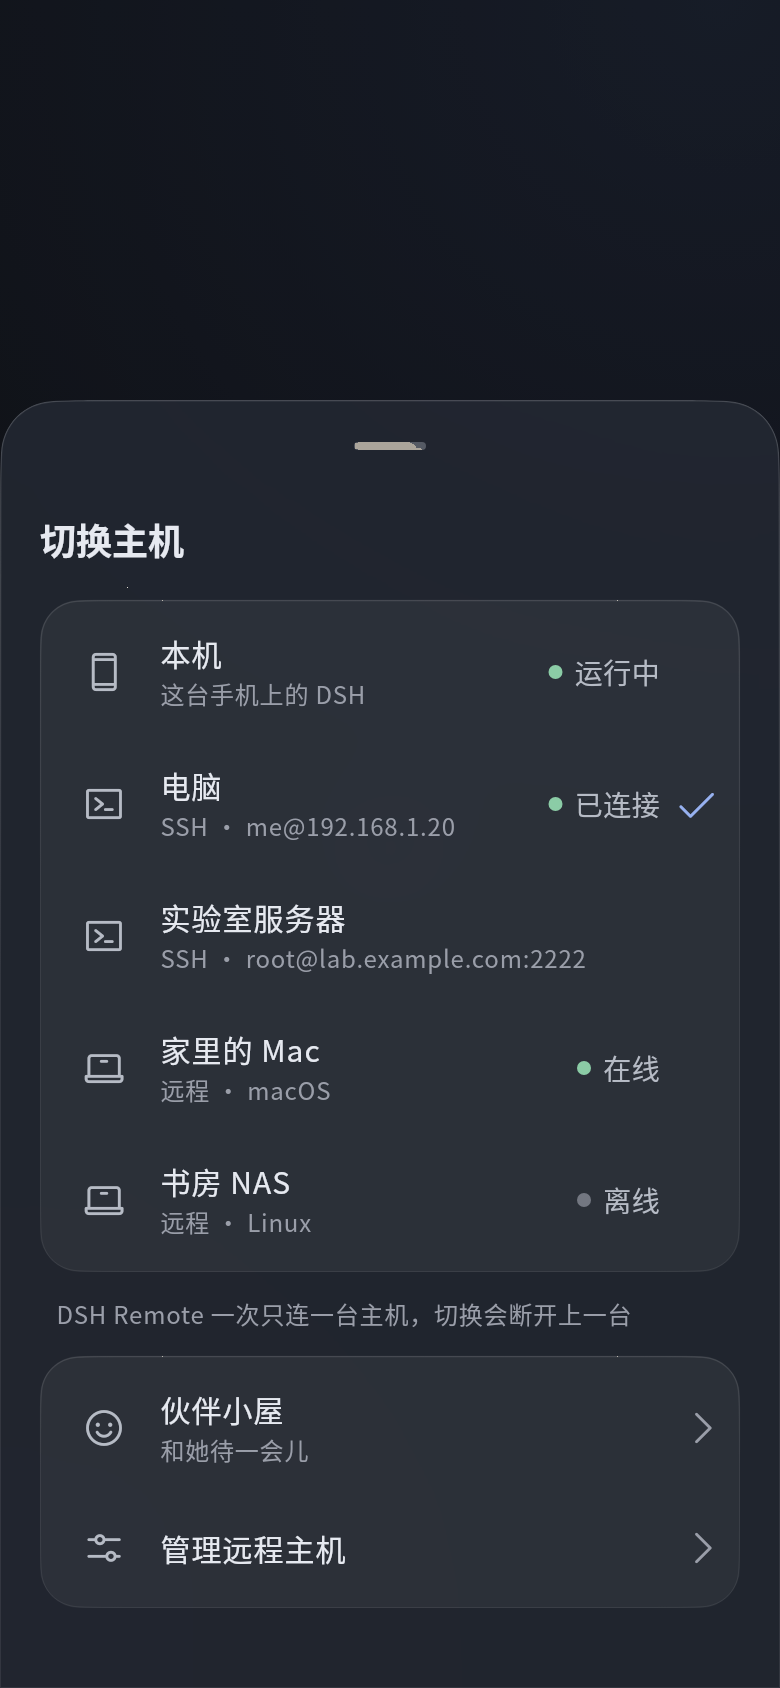 切换主机
本机
这台手机上的 DSH
运行中
电脑
SSH · me@192.168.1.20
已连接
实验室服务器
SSH · root@lab.example.com:2222
家里的 Mac
远程 · macOS
在线
书房 NAS
远程 · Linux
离线
DSH Remote 一次只连一台主机，切换会断开上一台
伙伴小屋
和她待一会儿
管理远程主机